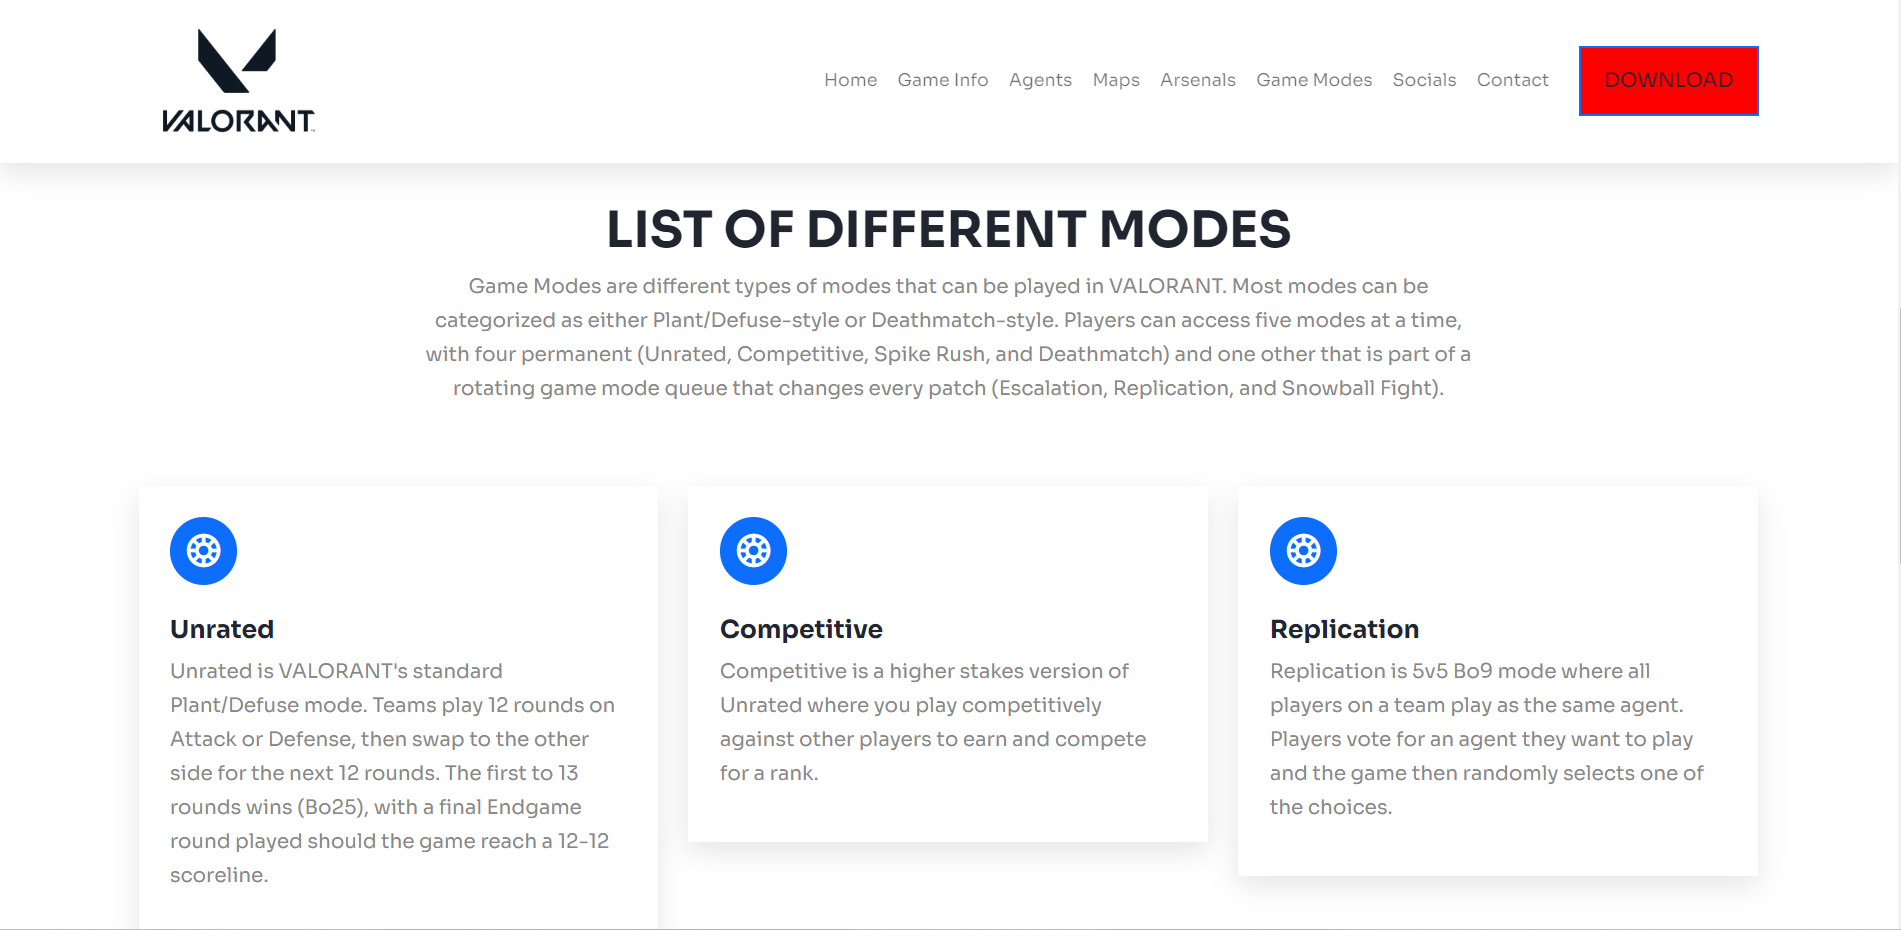 VALORANT
Home Game Info Agents Maps Arsenals Game Modes Socials Contact DOWNLOAD
LIST OF DIFFERENT MODES
Game Modes are different types of modes that can be played in VALORANT. Most modes can be
categorized as either Plant/Defuse-style or Deathmatch-style. Players can access five modes at a time,
with four permanent (Unrated, Competitive, Spike Rush, and Deathmatch) and one other that is part of a
rotating game mode queue that changes every patch (Escalation, Replication, and Snowball Fight).
Unrated
Unrated is VALORANT's standard
Plant/Defuse mode. Teams play 12 rounds on
Attack or Defense, then swap to the other
side for the next 12 rounds. The first to 13
rounds wins (Bo25), with a final Endgame
round played should the game reach a 12-12
scoreline.
Competitive
Competitive is a higher stakes version of
Unrated where you play competitively
against other players to earn and compete
for a rank.
Replication
Replication is 5v5 Bo9 mode where all
players on a team play as the same agent.
Players vote for an agent they want to play
and the game then randomly selects one of
the choices.